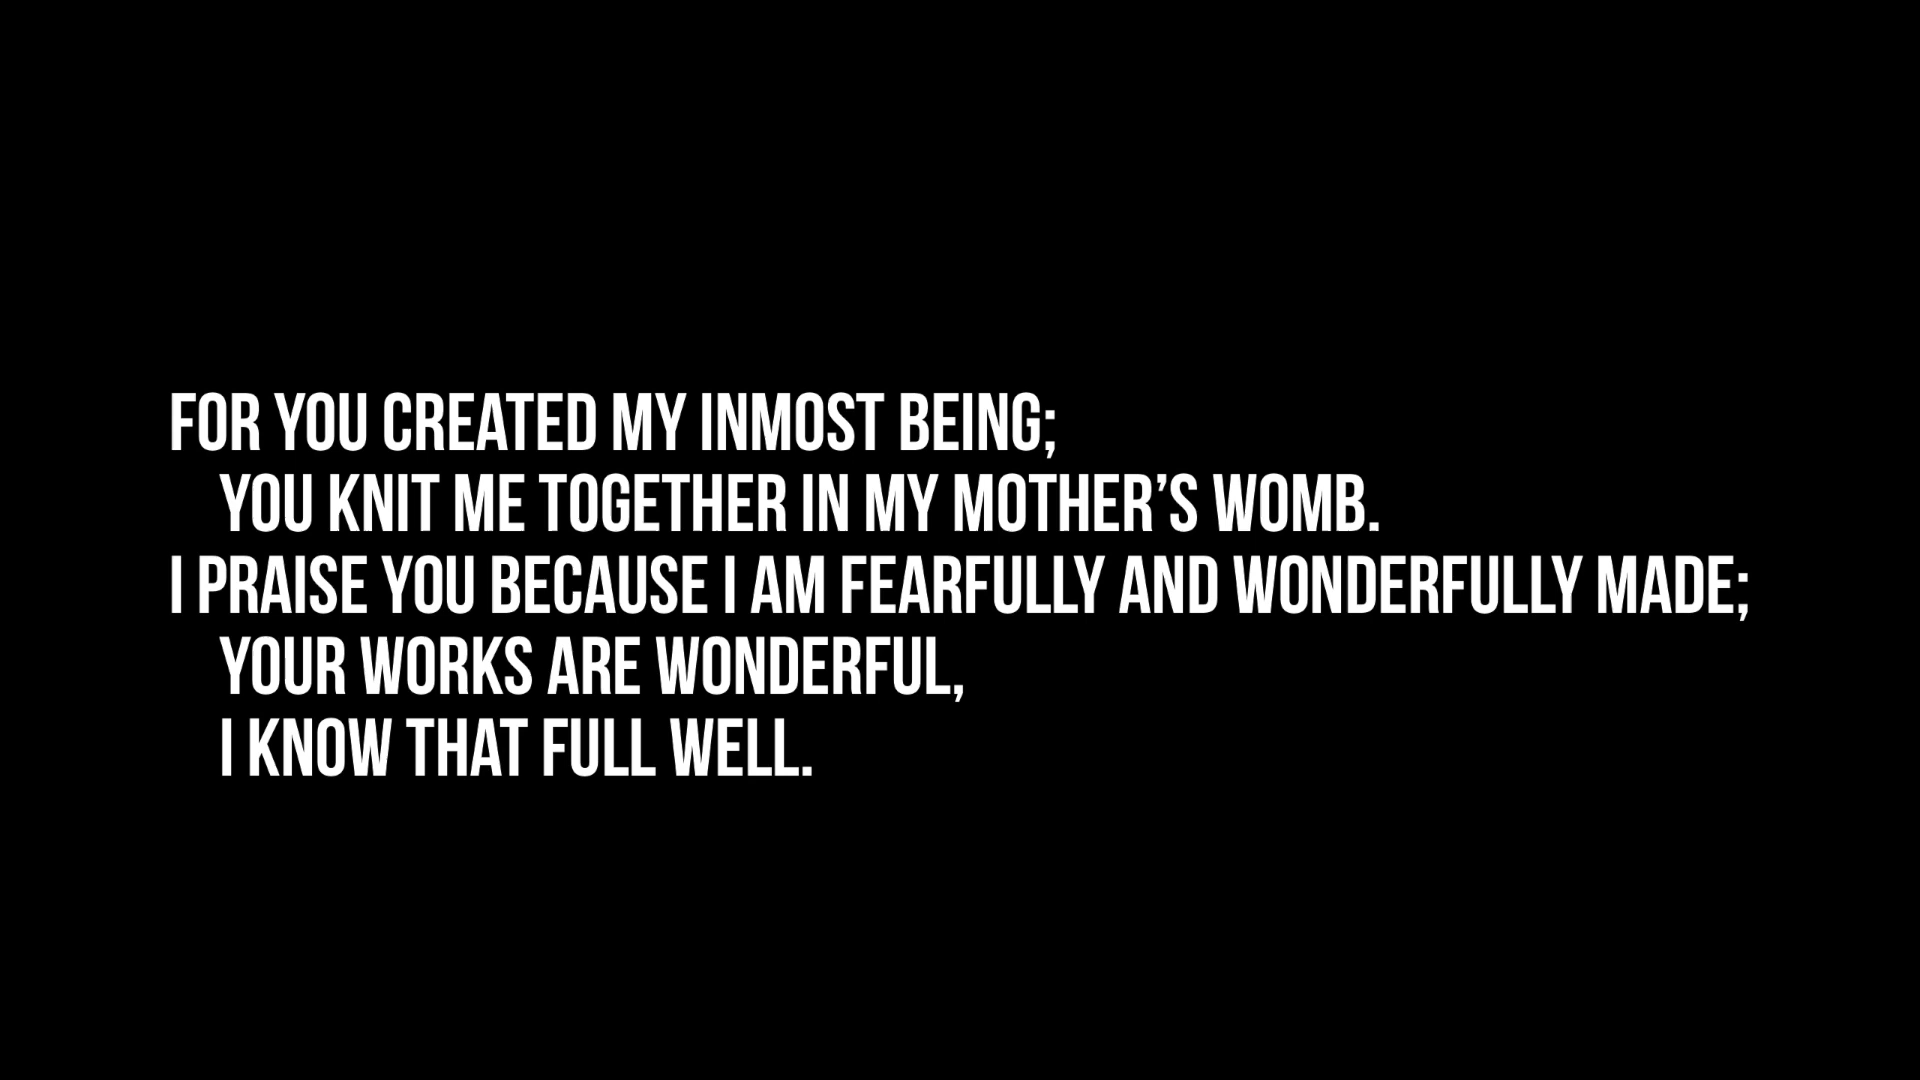 FOR YOU CREATED MY INMOST BEING;
YOU KNIT ME TOGETHER IN MY MOTHER’S WOMB.
I PRAISE YOU BECAUSE I AM FEARFULLY AND WONDERFULLY MADE;
YOUR WORKS ARE WONDERFUL,
I KNOW THAT FULL WELL.